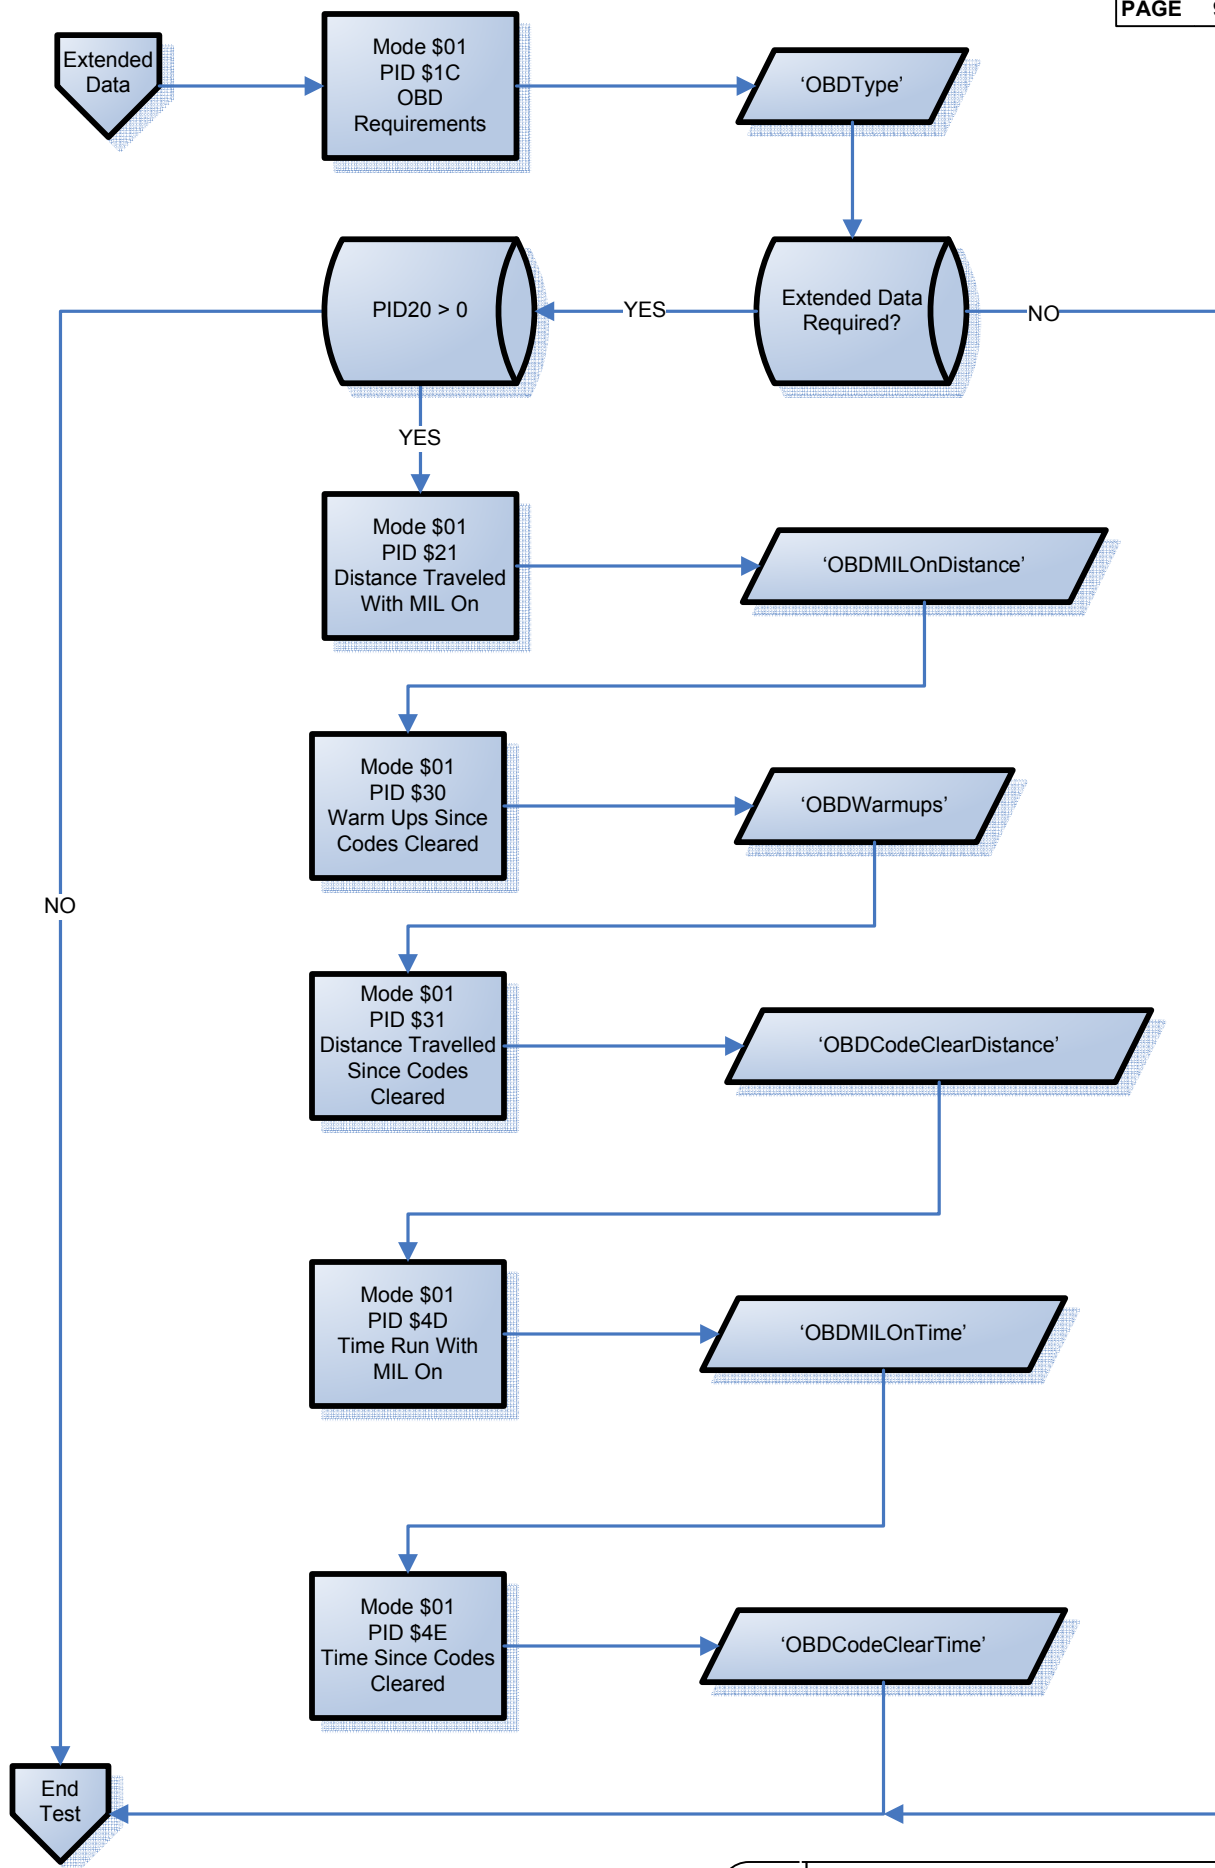 PAGE 9
Extended
Data
Mode $01
PID $1C
OBD
Requirements
‘OBDType’
PID20 > 0
YES
Extended Data
Required?
NO
YES
Mode $01
PID $21
Distance Traveled
With MIL On
‘OBDMILOnDistance’
Mode $01
PID $30
Warm Ups Since
Codes Cleared
‘OBDWarmups’
NO
Mode $01
PID $31
Distance Travelled
Since Codes
Cleared
‘OBDCodeClearDistance’
Mode $01
PID $4D
Time Run With
MIL On
‘OBDMILOnTime’
Mode $01
PID $4E
Time Since Codes
Cleared
‘OBDCodeClearTime’
End
Test